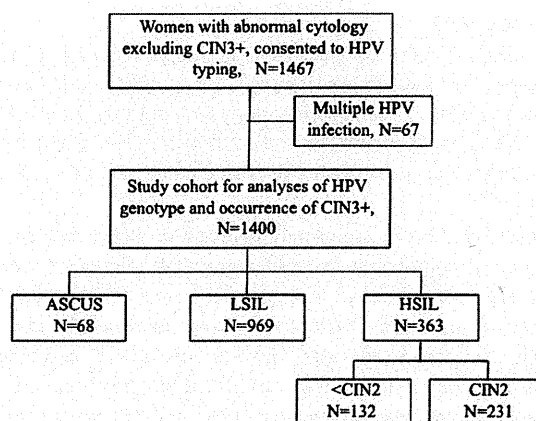 Women with abnormal cytology
excluding CIN3+, consented to HPV
typing, N=1467
Multiple HPV
infection, N=67
Study cohort for analyses of HPV
genotype and occurrence of CIN3+,
N=1400
ASCUS
N=68
LSIL
N=969
HSIL
N=363
<CIN2
N=132
CIN2
N=231